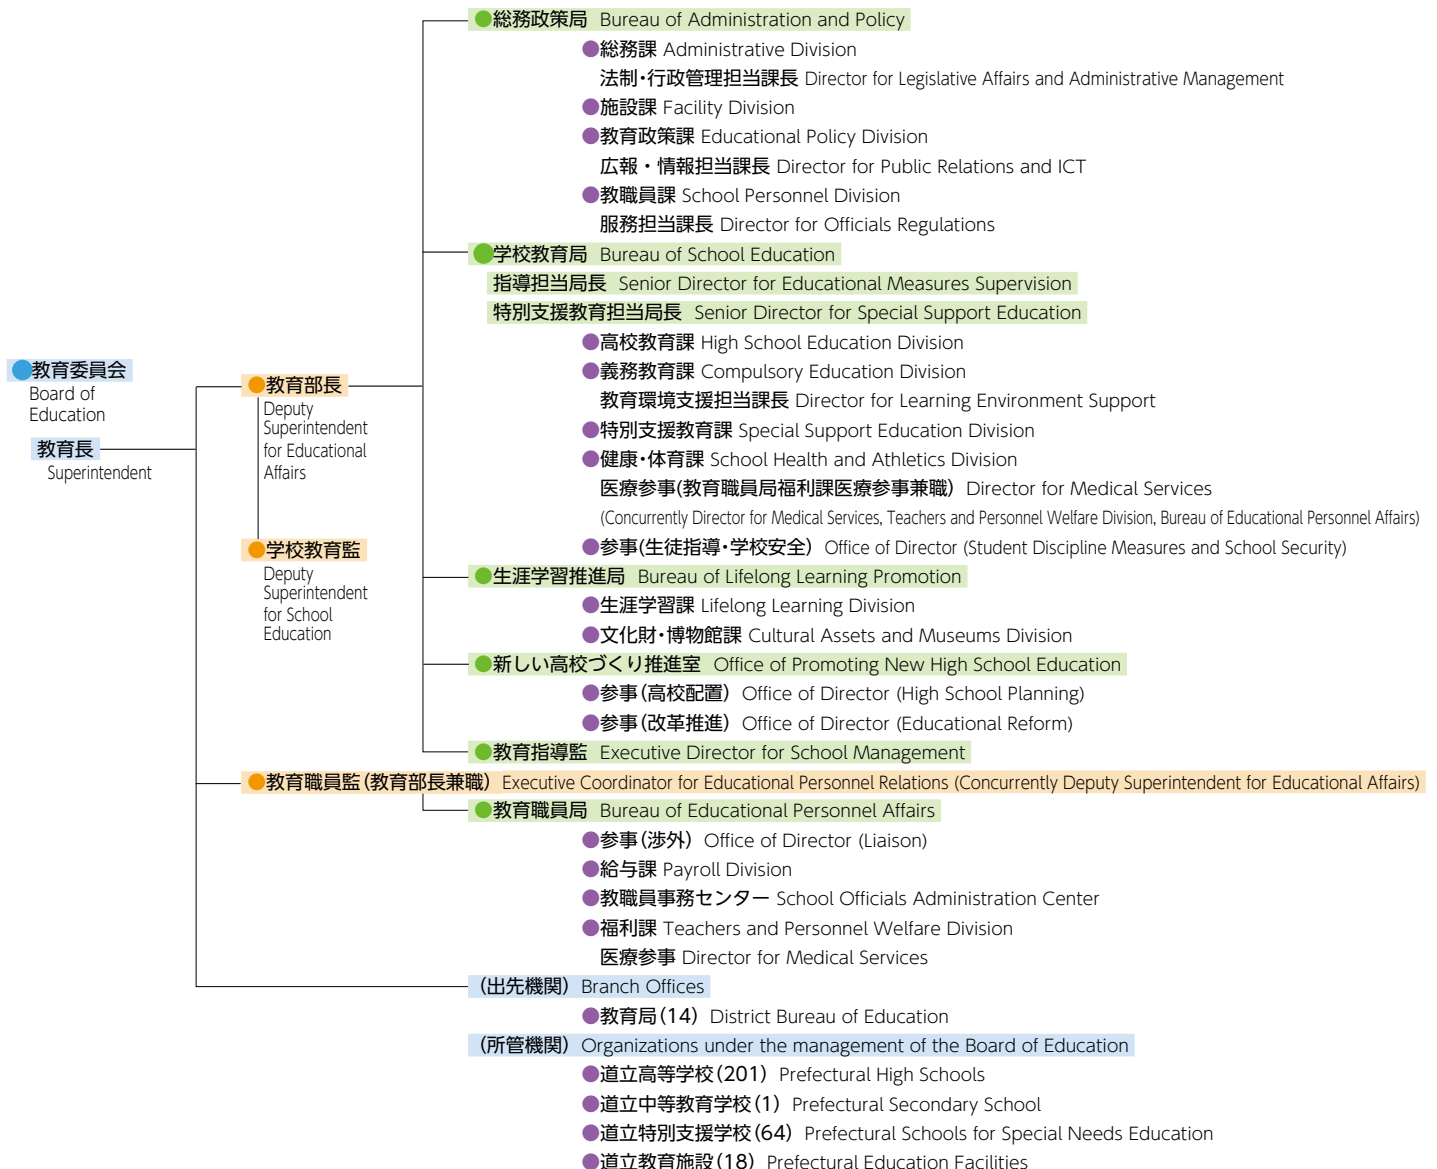 ●教育委員会
Board of
Education
教育長
Superintendent
●教育部長
Deputy
Superintendent
for Educational
Affairs
●学校教育監
Deputy
Superintendent
for School
Education
●総務政策局 Bureau of Administration and Policy
●総務課 Administrative Division
法制・行政管理担当課長 Director for Legislative Affairs and Administrative Management
●施設課 Facility Division
●教育政策課 Educational Policy Division
広報・情報担当課長 Director for Public Relations and ICT
●教職員課 School Personnel Division
服務担当課長 Director for Officials Regulations
●学校教育局 Bureau of School Education
指導担当局長 Senior Director for Educational Measures Supervision
特別支援教育担当局長 Senior Director for Special Support Education
●高校教育課 High School Education Division
●義務教育課 Compulsory Education Division
教育環境支援担当課長 Director for Learning Environment Support
●特別支援教育課 Special Support Education Division
●健康・体育課 School Health and Athletics Division
医療参事(教育職員局福利課医療参事兼職) Director for Medical Services
(Concurrently Director for Medical Services, Teachers and Personnel Welfare Division, Bureau of Educational Personnel Affairs)
●参事(生徒指導・学校安全) Office of Director (Student Discipline Measures and School Security)
●生涯学習推進局 Bureau of Lifelong Learning Promotion
●生涯学習課 Lifelong Learning Division
●文化財・博物館課 Cultural Assets and Museums Division
●新しい高校づくり推進室 Office of Promoting New High School Education
●参事(高校配置) Office of Director (High School Planning)
●参事(改革推進) Office of Director (Educational Reform)
●教育指導監 Executive Director for School Management
●教育職員監(教育部長兼職) Executive Coordinator for Educational Personnel Relations (Concurrently Deputy Superintendent for Educational Affairs)
●教育職員局 Bureau of Educational Personnel Affairs
●参事(渉外) Office of Director (Liaison)
●給与課 Payroll Division
●教職員事務センター School Officials Administration Center
●福利課 Teachers and Personnel Welfare Division
医療参事 Director for Medical Services
(出先機関) Branch Offices
●教育局(14) District Bureau of Education
(所管機関) Organizations under the management of the Board of Education
●道立高等学校(201) Prefectural High Schools
●道立中等教育学校(1) Prefectural Secondary School
●道立特別支援学校(64) Prefectural Schools for Special Needs Education
●道立教育施設(18) Prefectural Education Facilities